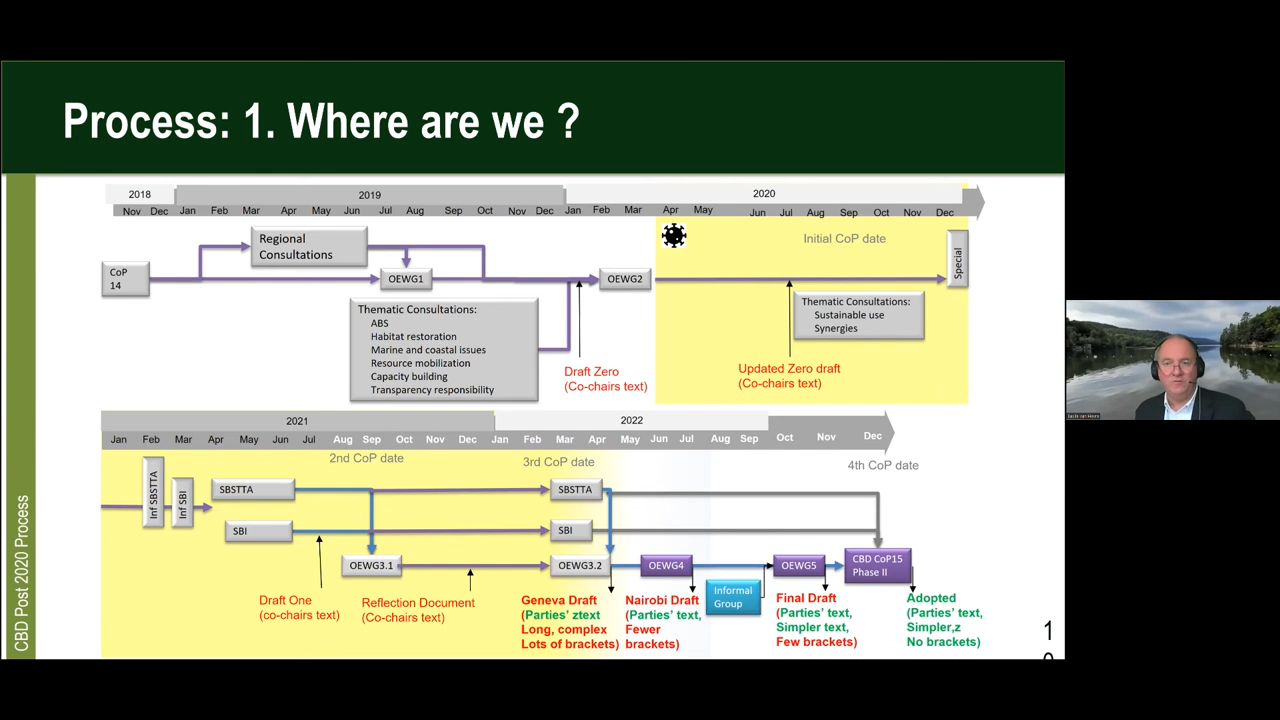 Process: 1. Where are we ?
2018
2019
2020
Nov Dec Jan Feb Mar Apr May Jun Jul Aug Sep Oct Nov Dec Jan Feb Mar Apr May Jun Jul Aug Sep Oct Nov Dec
Initial CoP date
Regional
Consultations
CoP
14
OEWG1
OEWG2
Special
Thematic Consultations:
ABS
Habitat restoration
Marine and coastal issues
Resource mobilization
Capacity building
Transparency responsibility
Thematic Consultations:
Sustainable use
Synergies
Draft Zero
(Co-chairs text)
Updated Zero draft
(Co-chairs text)
2021
2022
Jan Feb Mar Apr May Jun Jul Aug Sep Oct Nov Dec Jan Feb Mar Apr May Jun Jul Aug Sep Oct Nov Dec
2nd CoP date
3rd CoP date
4th CoP date
Inf SBSTTA
Inf SBI
SBSTTA
SBI
SBSTTA
SBI
OEWG3.1
OEWG3.2
OEWG4
Informal
Group
OEWG5
CBD CoP15
Phase II
Draft One
(co-chairs text)
Reflection Document
(Co-chairs text)
Geneva Draft
(Parties’ ztext
Long, complex
Lots of brackets)
Nairobi Draft
(Parties’ text,
Fewer
brackets)
Final Draft
(Parties’ text,
Simpler text,
Few brackets)
Adopted
(Parties’ text,
Simpler,z
No brackets)
CBD Post 2020 Process
1